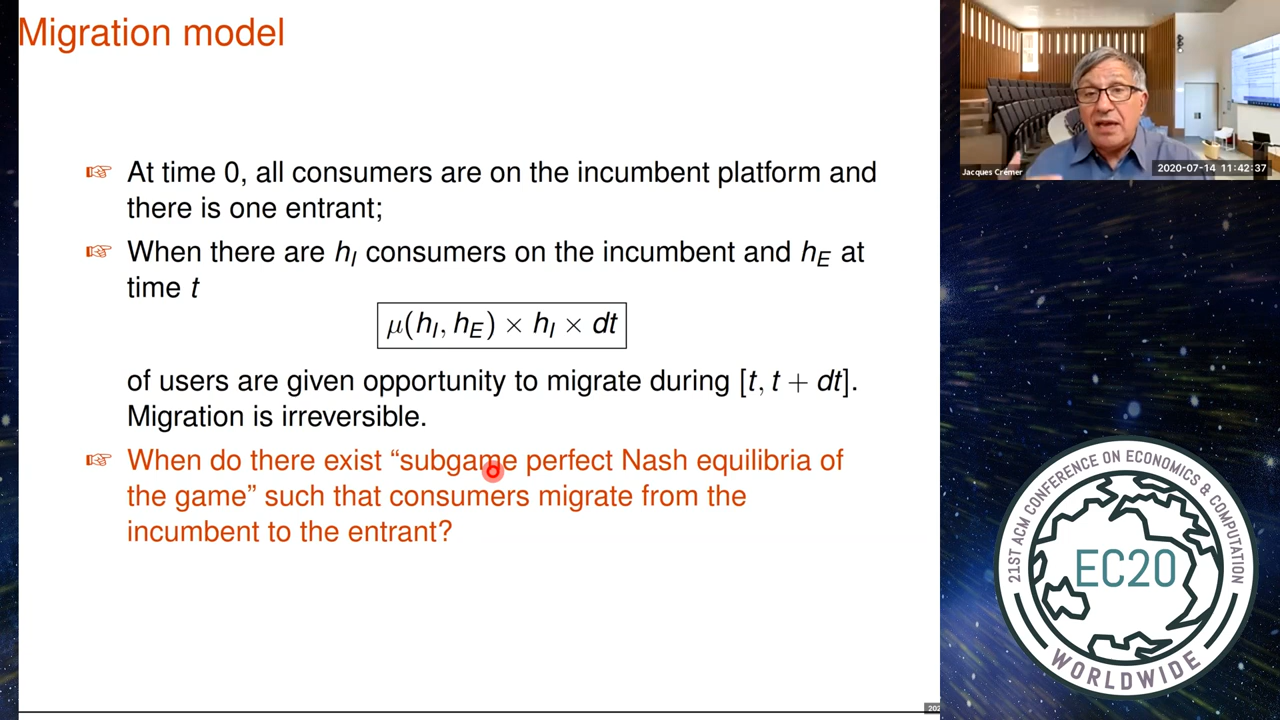 Migration model
☞ At time 0, all consumers are on the incumbent platform and
there is one entrant;
☞ When there are h_I consumers on the incumbent and h_E at
time t
μ(h_I, h_E) × h_I × dt
of users are given opportunity to migrate during [t, t + dt].
Migration is irreversible.
☞ When do there exist “subgame perfect Nash equilibria of
the game” such that consumers migrate from the
incumbent to the entrant?
Jacques Crémer
2020-07-14 11:42:37
21ST ACM CONFERENCE ON ECONOMICS & COMPUTATION
EC20
WORLDWIDE